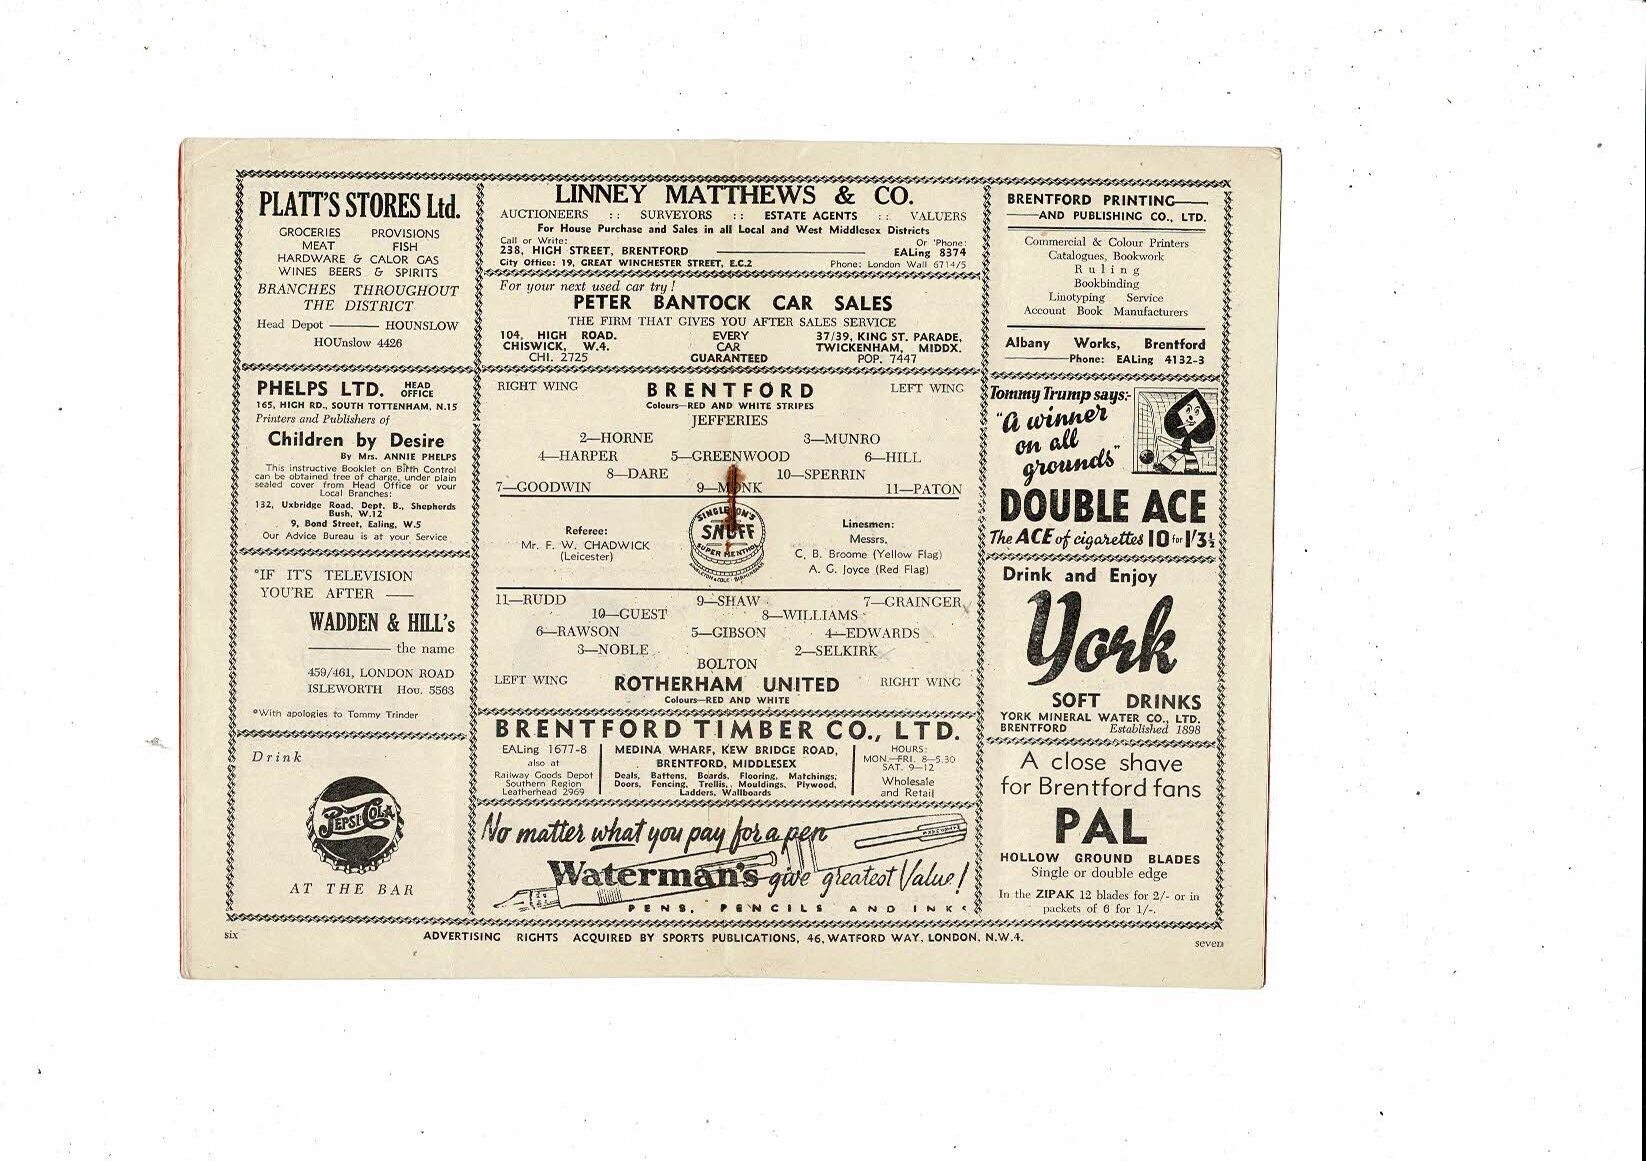 PLATT'S STORES Ltd.
GROCERIES PROVISIONS
MEAT FISH
HARDWARE & CALOR GAS
WINES BEERS & SPIRITS
BRANCHES THROUGHOUT
THE DISTRICT
Head Depot — HOUNSLOW
HOUnslow 4426
PHELPS LTD. HEAD OFFICE
165, HIGH RD., SOUTH TOTTENHAM, N.15
Printers and Publishers of
Children by Desire
By Mrs. ANNIE PHELPS
This instructive Booklet on Birth Control
can be obtained free of charge, under plain
sealed cover from Head Office or your
Local Branches:
132, Uxbridge Road, Dept. B., Shepherds
Bush, W.12
9, Bond Street, Ealing, W.5
Our Advice Bureau is at your Service
*IF IT'S TELEVISION
YOU'RE AFTER —
WADDEN & HILL's
— the name
459/461, LONDON ROAD
ISLEWORTH Hou. 5563
*With apologies to Tommy Trinder
Drink
PEPSI-COLA
AT THE BAR
LINNEY MATTHEWS & CO.
AUCTIONEERS :: SURVEYORS :: ESTATE AGENTS :: VALUERS
For House Purchase and Sales in all Local and West Middlesex Districts
Call or Write: Or 'Phone:
238, HIGH STREET, BRENTFORD — EALing 8374
City Office: 19, GREAT WINCHESTER STREET, E.C.2 Phone: London Wall 6714/5
For your next used car try!
PETER BANTOCK CAR SALES
THE FIRM THAT GIVES YOU AFTER SALES SERVICE
104, HIGH ROAD. EVERY 37/39, KING ST. PARADE,
CHISWICK, W.4. CAR TWICKENHAM, MIDDX.
CHI. 2725 GUARANTEED POP. 7447
RIGHT WING BRENTFORD LEFT WING
Colours—RED AND WHITE STRIPES
JEFFERIES
2—HORNE 3—MUNRO
4—HARPER 5—GREENWOOD 6—HILL
8—DARE 10—SPERRIN
7—GOODWIN 9—MONK 11—PATON
Referee:
Mr. F. W. CHADWICK
(Leicester)
SINGLETON'S
SNUFF
SUPER MENTHOL
Linesmen:
Messrs.
C. B. Broome (Yellow Flag)
A. G. Joyce (Red Flag)
11—RUDD 9—SHAW 7—GRAINGER
10—GUEST 8—WILLIAMS
6—RAWSON 5—GIBSON 4—EDWARDS
3—NOBLE 2—SELKIRK
BOLTON
LEFT WING ROTHERHAM UNITED RIGHT WING
Colours—RED AND WHITE
BRENTFORD TIMBER CO., LTD.
EALing 1677-8
also at
Railway Goods Depot
Southern Region
Leatherhead 2969
MEDINA WHARF, KEW BRIDGE ROAD,
BRENTFORD, MIDDLESEX
Deals, Battens, Boards, Flooring, Matchings,
Doors, Fencing, Trellis, Mouldings, Plywood,
Ladders, Wallboards
HOURS:
MON.—FRI. 8—5.30
SAT. 9—12
Wholesale
and Retail
No matter what you pay for a pen
Waterman's give greatest Value!
PENS, PENCILS AND INKS
BRENTFORD PRINTING—
—AND PUBLISHING CO., LTD.
Commercial & Colour Printers
Catalogues, Bookwork
Ruling
Bookbinding
Linotyping Service
Account Book Manufacturers
Albany Works, Brentford
—Phone: EALing 4132-3
Tommy Trump says:-
"A winner
on all
grounds"
DOUBLE ACE
The ACE of cigarettes 10 for 1/3½
Drink and Enjoy
York
SOFT DRINKS
YORK MINERAL WATER CO., LTD.
BRENTFORD Established 1898
A close shave
for Brentford fans
PAL
HOLLOW GROUND BLADES
Single or double edge
In the ZIPAK 12 blades for 2/- or in
packets of 6 for 1/-.
six ADVERTISING RIGHTS ACQUIRED BY SPORTS PUBLICATIONS, 46, WATFORD WAY, LONDON, N.W.4. seven